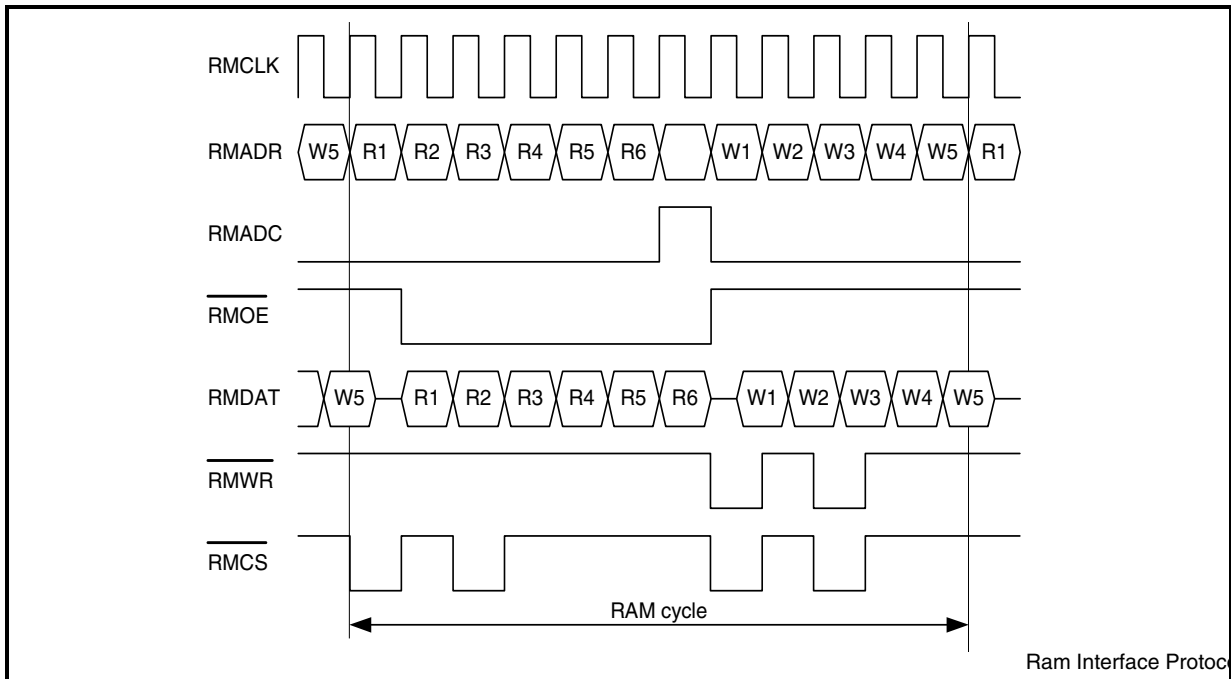 RMCLK
RMADR W5 R1 R2 R3 R4 R5 R6 W1 W2 W3 W4 W5 R1
RMADC
RMOE
RMDAT W5 R1 R2 R3 R4 R5 R6 W1 W2 W3 W4 W5
RMWR
RMCS
RAM cycle
Ram Interface Protoc